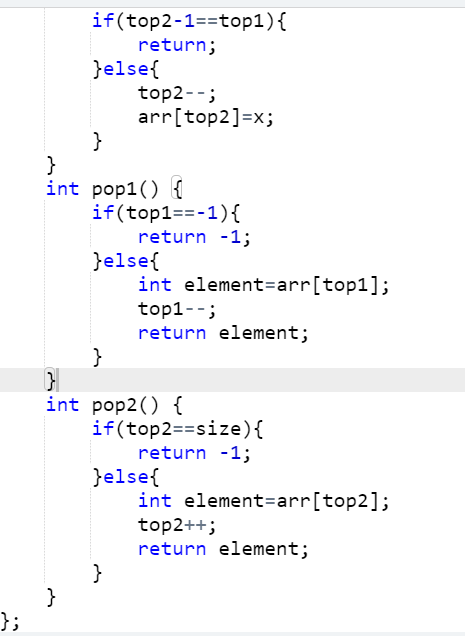 if(top2-1==top1){
return;
}else{
top2--;
arr[top2]=x;
}
}
int pop1() {
if(top1==-1){
return -1;
}else{
int element=arr[top1];
top1--;
return element;
}
}
int pop2() {
if(top2==size){
return -1;
}else{
int element=arr[top2];
top2++;
return element;
}
}
};